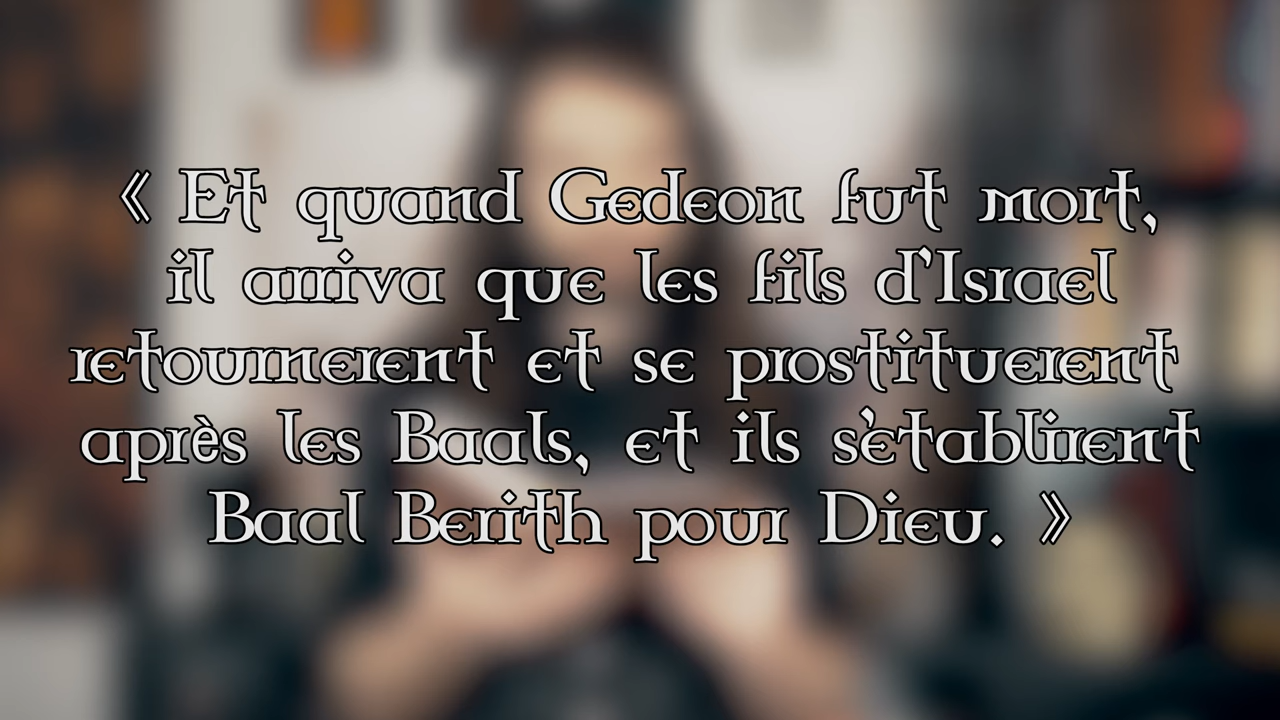 « Et quand Gedeon fut mort,
il arriva que les fils d'Israel
retournerent et se prostituerent
après les Baals, et ils s'etablirent
Baal Berith pour Dieu. »